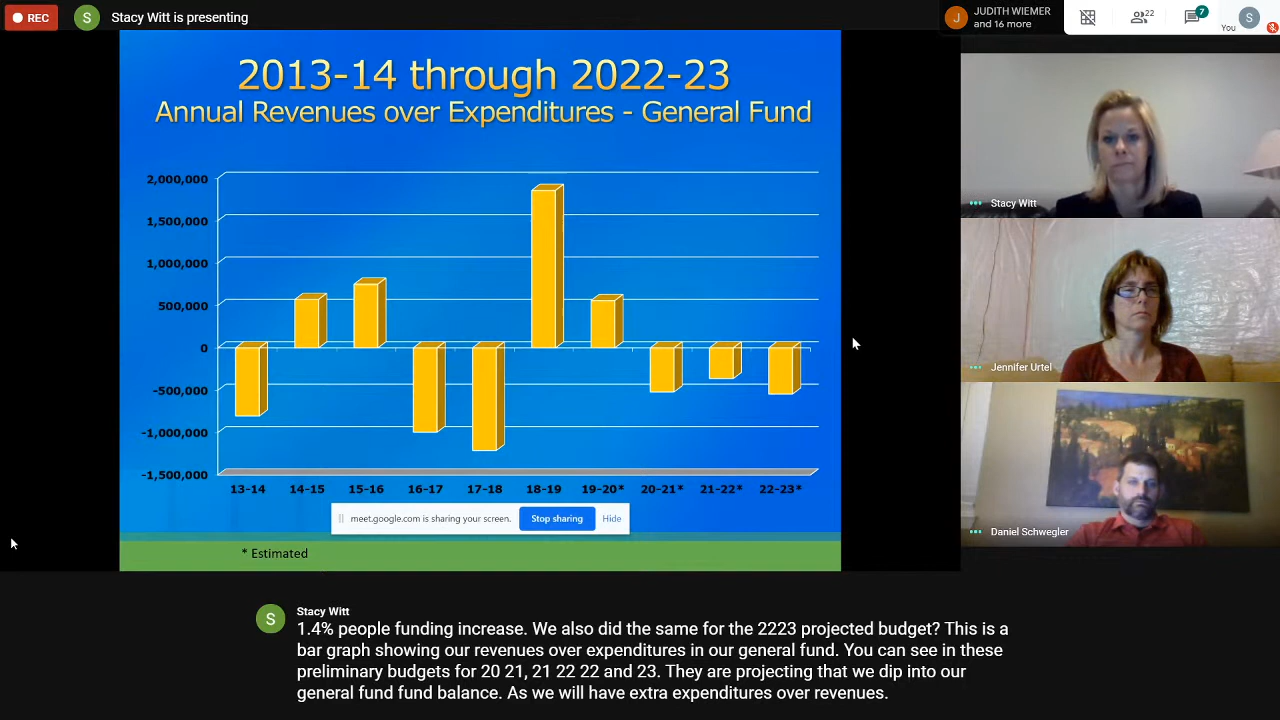 REC
S
Stacy Witt is presenting
J
JUDITH WIEMER
and 16 more
22
7
You
S
2013-14 through 2022-23
Annual Revenues over Expenditures - General Fund
2,000,000
1,500,000
1,000,000
500,000
0
-500,000
-1,000,000
-1,500,000
13-14 14-15 15-16 16-17 17-18 18-19 19-20* 20-21* 21-22* 22-23*
meet.google.com is sharing your screen. Stop sharing Hide
* Estimated
Stacy Witt
Jennifer Urtel
Daniel Schwegler
S
Stacy Witt
1.4% people funding increase. We also did the same for the 2223 projected budget? This is a
bar graph showing our revenues over expenditures in our general fund. You can see in these
preliminary budgets for 20 21, 21 22 22 and 23. They are projecting that we dip into our
general fund fund balance. As we will have extra expenditures over revenues.